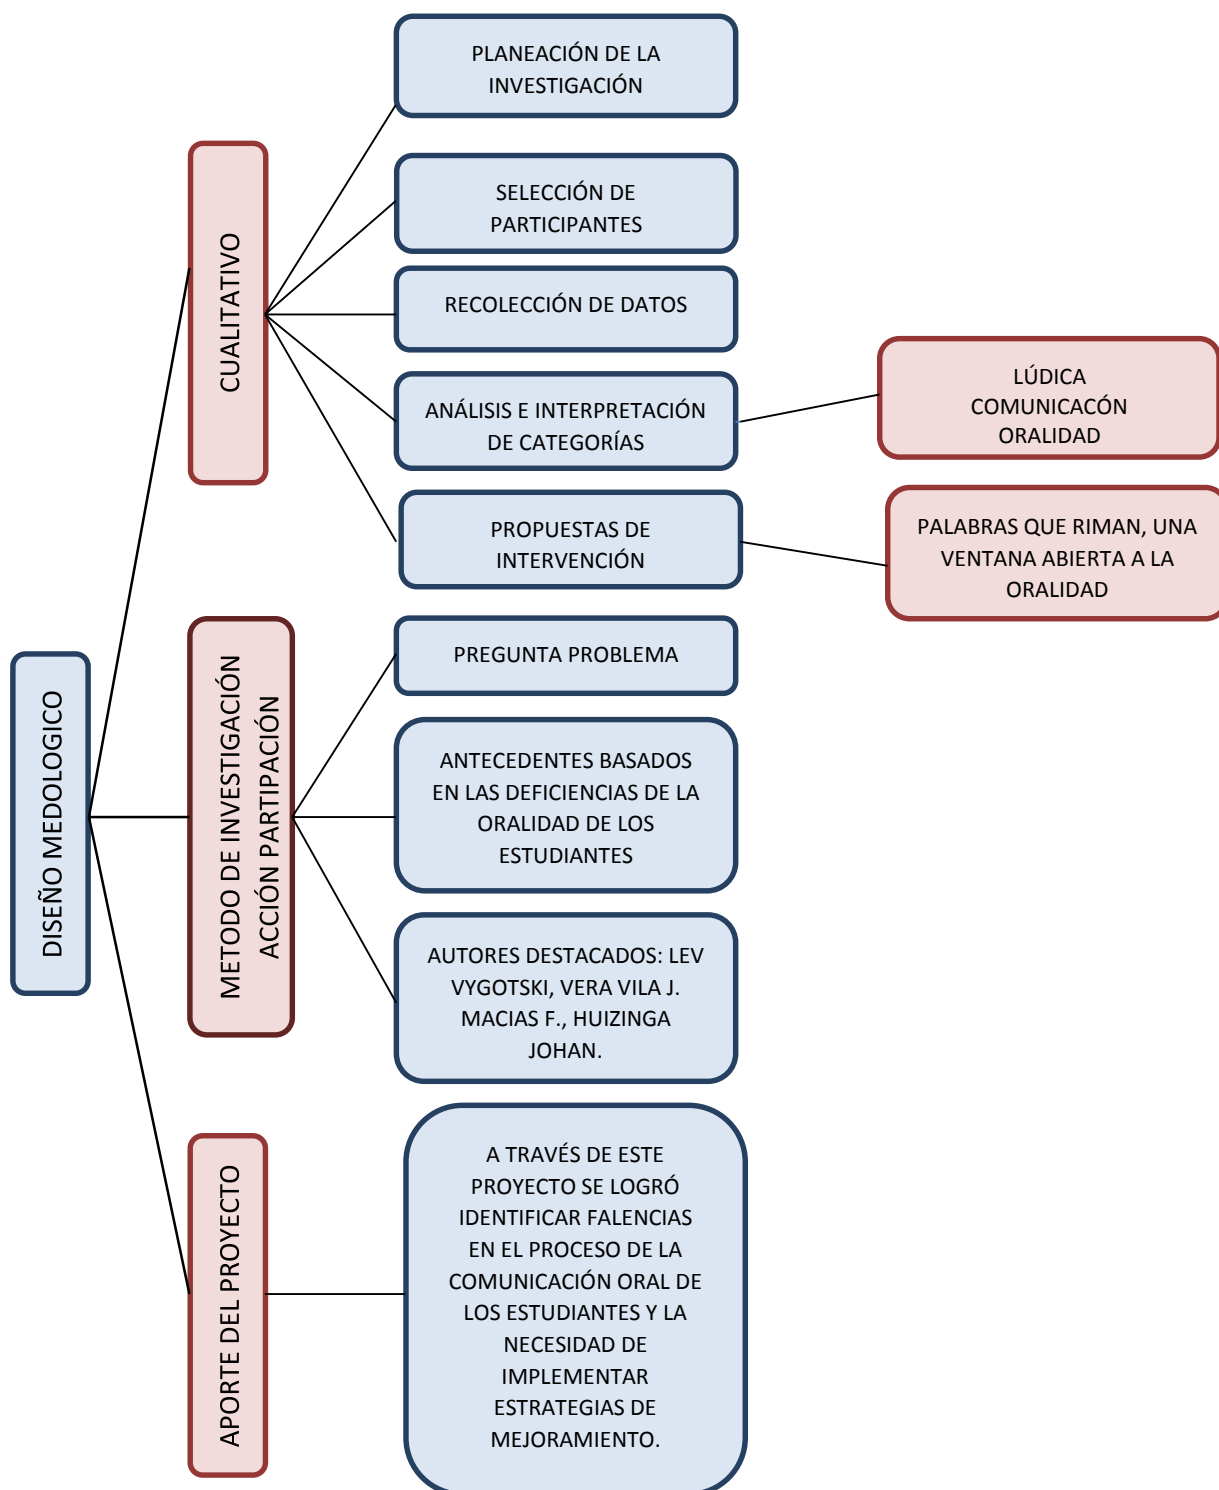 DISEÑO MEDOLOGICO
CUALITATIVO
PLANEACIÓN DE LA
INVESTIGACIÓN
SELECCIÓN DE
PARTICIPANTES
RECOLECCIÓN DE DATOS
ANÁLISIS E INTERPRETACIÓN
DE CATEGORÍAS
LÚDICA
COMUNICACÓN
ORALIDAD
PROPUESTAS DE
INTERVENCIÓN
PALABRAS QUE RIMAN, UNA
VENTANA ABIERTA A LA
ORALIDAD
METODO DE INVESTIGACIÓN
ACCIÓN PARTIPACIÓN
PREGUNTA PROBLEMA
ANTECEDENTES BASADOS
EN LAS DEFICIENCIAS DE LA
ORALIDAD DE LOS
ESTUDIANTES
AUTORES DESTACADOS: LEV
VYGOTSKI, VERA VILA J.
MACIAS F., HUIZINGA
JOHAN.
APORTE DEL PROYECTO
A TRAVÉS DE ESTE
PROYECTO SE LOGRÓ
IDENTIFICAR FALENCIAS
EN EL PROCESO DE LA
COMUNICACIÓN ORAL DE
LOS ESTUDIANTES Y LA
NECESIDAD DE
IMPLEMENTAR
ESTRATEGIAS DE
MEJORAMIENTO.